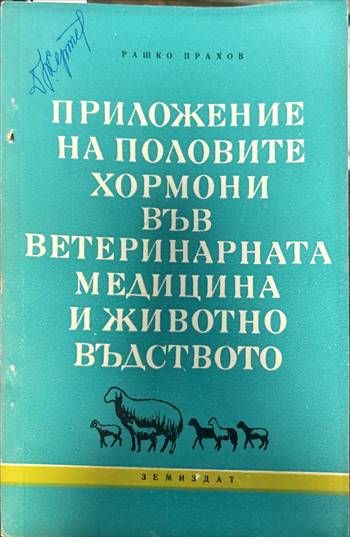 РАШКО ПРАХОВ
ПРИЛОЖЕНИЕ
НА ПОЛОВИТЕ
ХОРМОНИ
ВЪВ
ВЕТЕРИНАРНАТА
МЕДИЦИНА
И ЖИВОТНО
ВЪДСТВОТО
ЗЕМИЗДАТ